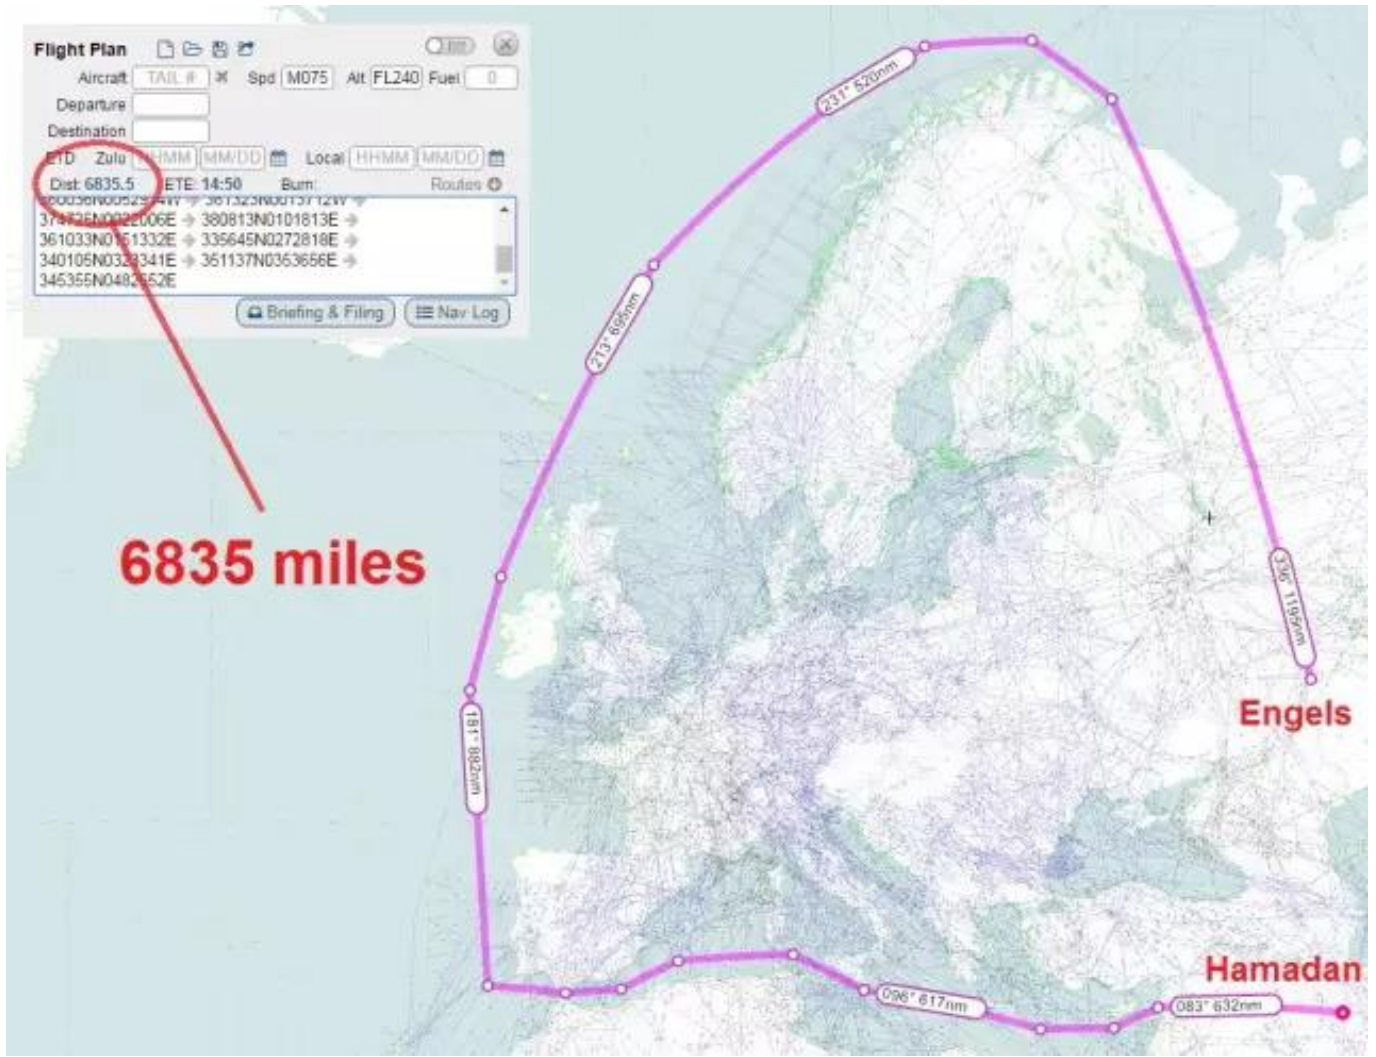 Flight Plan
Aircraft TAIL # Spd M075 Alt FL240 Fuel 0
Departure
Destination
ETD Zulu HHMM MM/DD Local HHMM MM/DD
Dist: 6835.5 ETE: 14:50 Burn: Routes
374725N0022006E → 380813N0101813E →
361033N0151332E → 335645N0272818E →
351137N0353656E →
Briefing & Filing Nav Log
6835 miles
231° 520nm
213° 695nm
336° 1195nm
181° 882nm
Engels
Hamadan
096° 617nm
083° 632nm